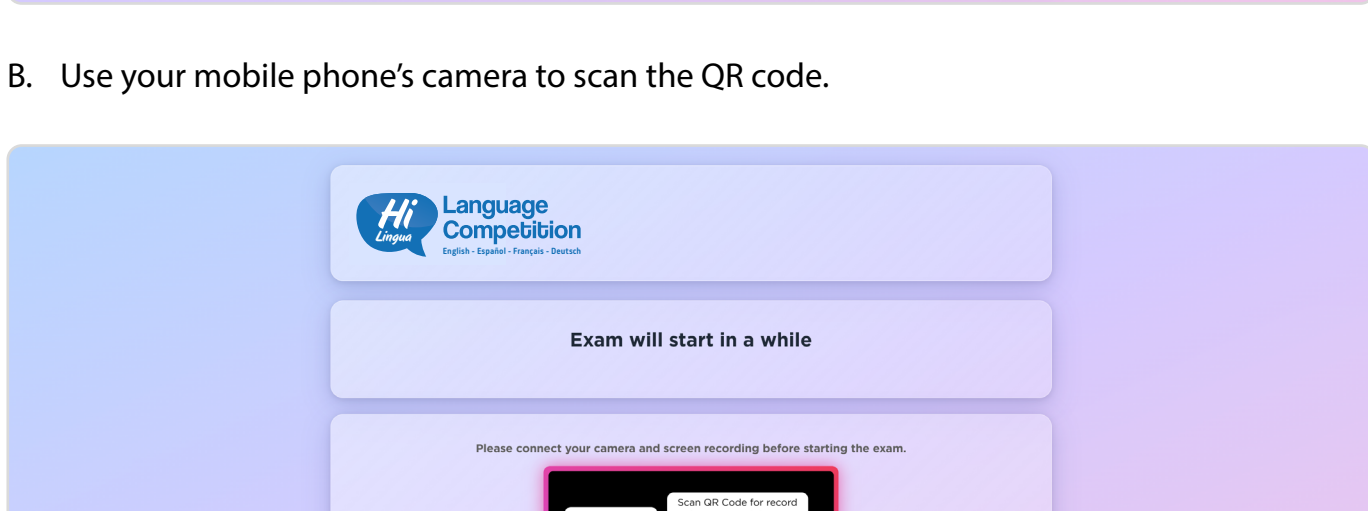 B. Use your mobile phone’s camera to scan the QR code.
Hi
Lingua
Language
Competition
English - Español - Français - Deutsch
Exam will start in a while
Please connect your camera and screen recording before starting the exam.
Scan QR Code for record